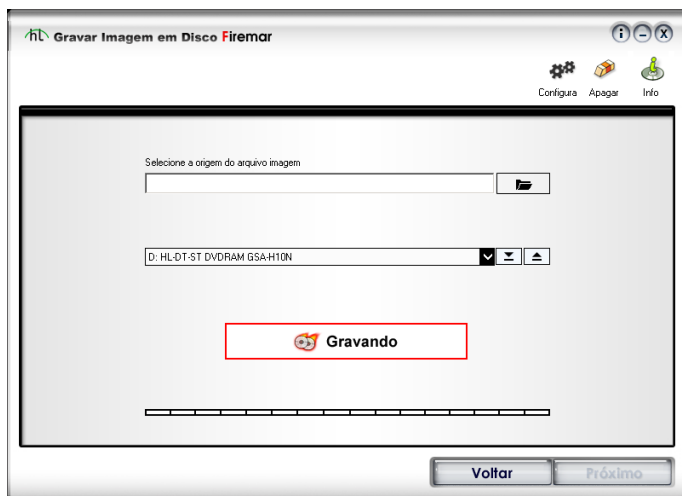 ht Gravar Imagem em Disco Firemar
Configura Apagar Info
Selecione a origem do arquivo imagem
D: HL-DT-ST DVDRAM GSA-H10N
Gravando
Voltar Próximo